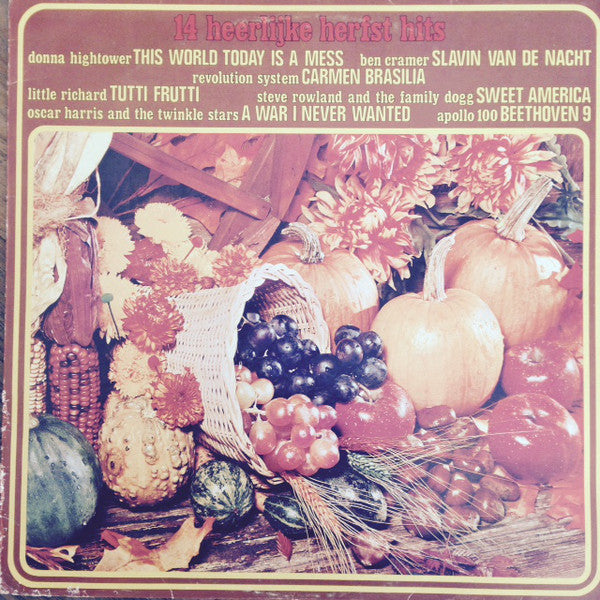 14 heerlijke herfst hits
donna hightower THIS WORLD TODAY IS A MESS ben cramer SLAVIN VAN DE NACHT
revolution system CARMEN BRASILIA
little richard TUTTI FRUTTI steve rowland and the family dogg SWEET AMERICA
oscar harris and the twinkle stars A WAR I NEVER WANTED apollo 100 BEETHOVEN 9